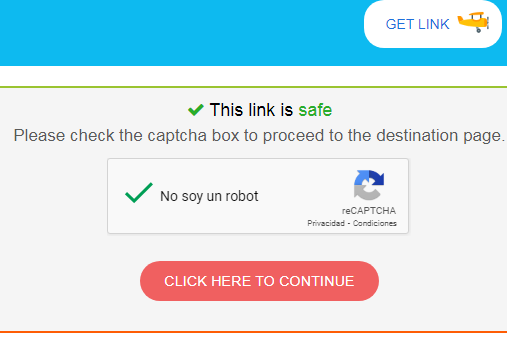 GET LINK
This link is safe
Please check the captcha box to proceed to the destination page.
No soy un robot
reCAPTCHA
Privacidad - Condiciones
CLICK HERE TO CONTINUE